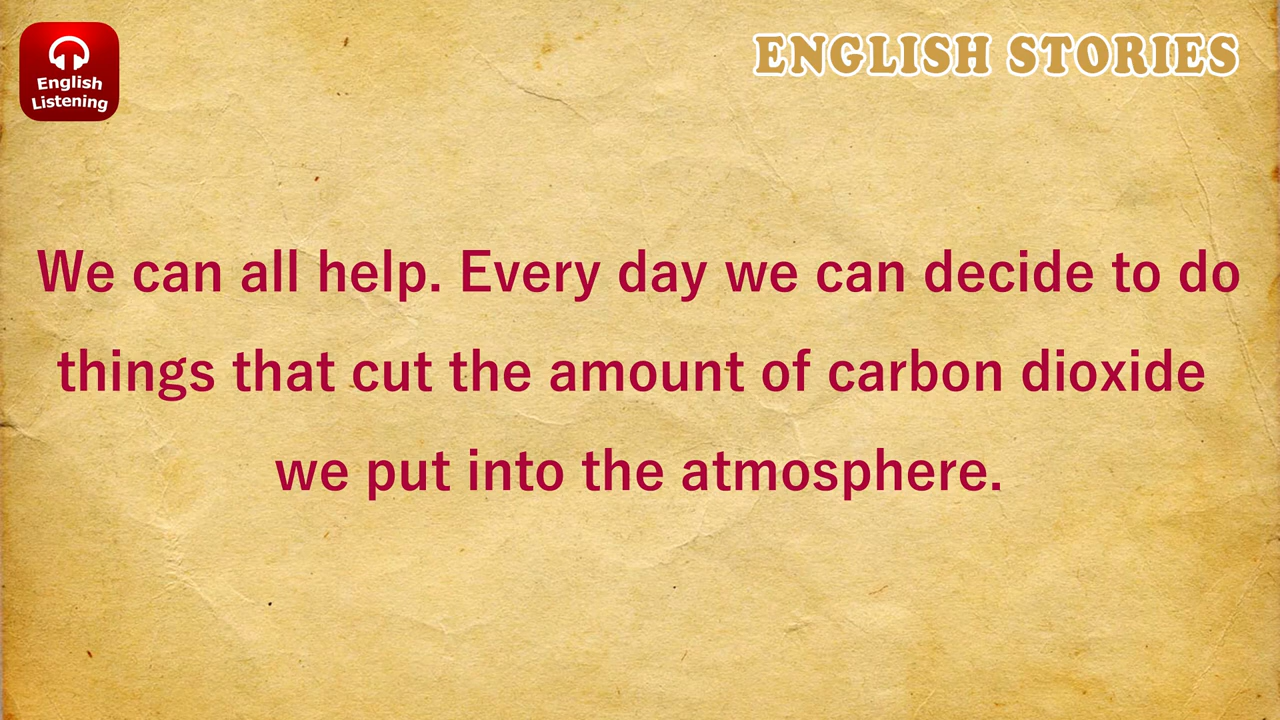 English
Listening
ENGLISH STORIES
We can all help. Every day we can decide to do
things that cut the amount of carbon dioxide
we put into the atmosphere.